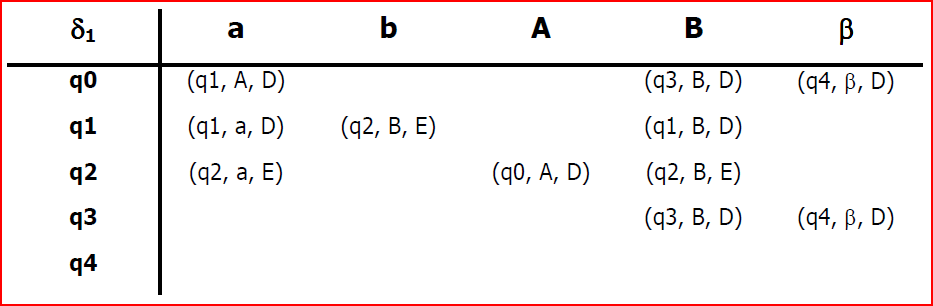 δ₁ a b A B β
q0 (q1, A, D) (q3, B, D) (q4, β, D)
q1 (q1, a, D) (q2, B, E) (q1, B, D)
q2 (q2, a, E) (q0, A, D) (q2, B, E)
q3 (q3, B, D) (q4, β, D)
q4